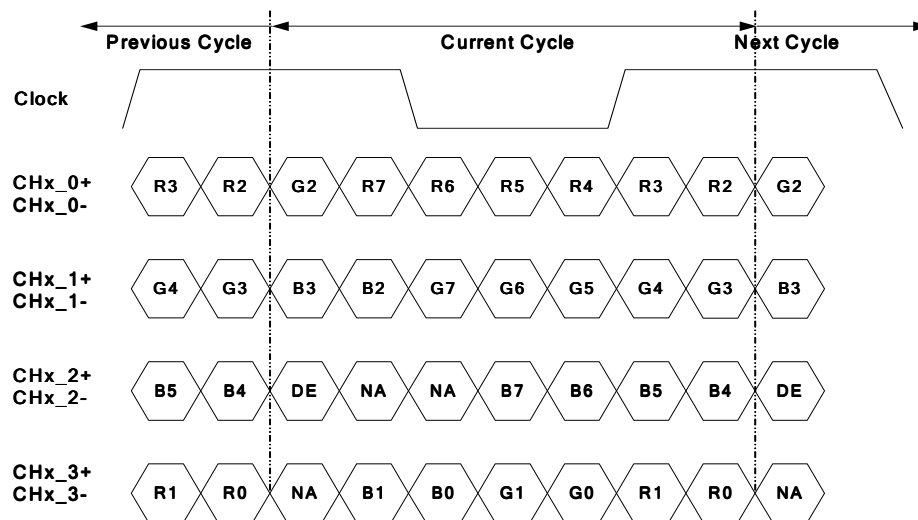 Previous Cycle Current Cycle Next Cycle
Clock
CHx_0+
CHx_0-
R3 R2 G2 R7 R6 R5 R4 R3 R2 G2
CHx_1+
CHx_1-
G4 G3 B3 B2 G7 G6 G5 G4 G3 B3
CHx_2+
CHx_2-
B5 B4 DE NA NA B7 B6 B5 B4 DE
CHx_3+
CHx_3-
R1 R0 NA B1 B0 G1 G0 R1 R0 NA